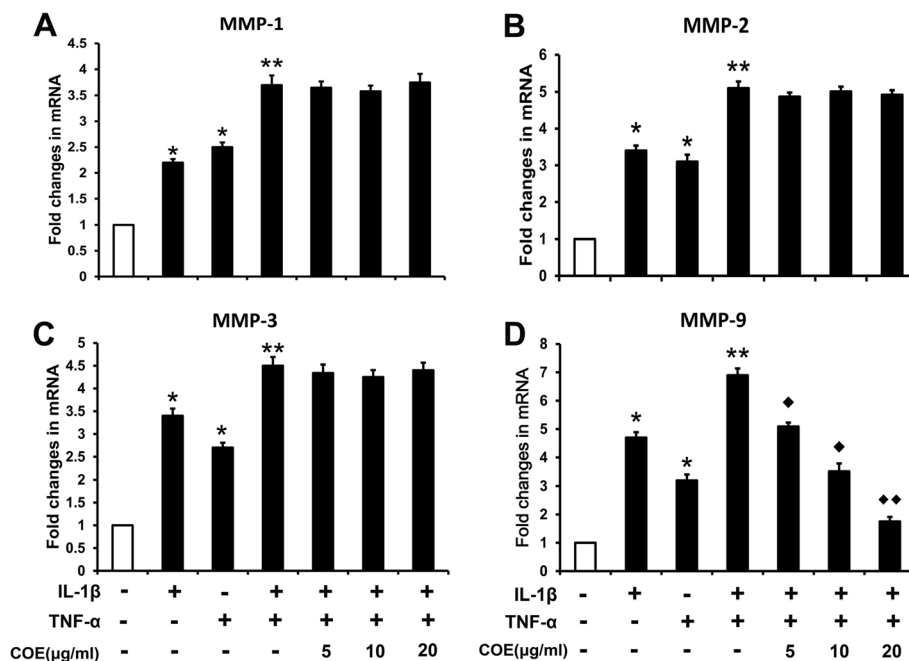 A
MMP-1
Fold changes in mRNA
4.5
4
3.5
3
2.5
2
1.5
1
0.5
0
*
*
**
B
MMP-2
Fold changes in mRNA
6
5
4
3
2
1
0
*
*
**
C
MMP-3
Fold changes in mRNA
5
4.5
4
3.5
3
2.5
2
1.5
1
0.5
0
*
*
**
IL-1β - + - + + + +
TNF-α - - + + + + +
COE(μg/ml) - - - - 5 10 20
D
MMP-9
Fold changes in mRNA
8
7
6
5
4
3
2
1
0
*
*
**
◆
◆
◆◆
IL-1β - + - + + + +
TNF-α - - + + + + +
COE(μg/ml) - - - - 5 10 20